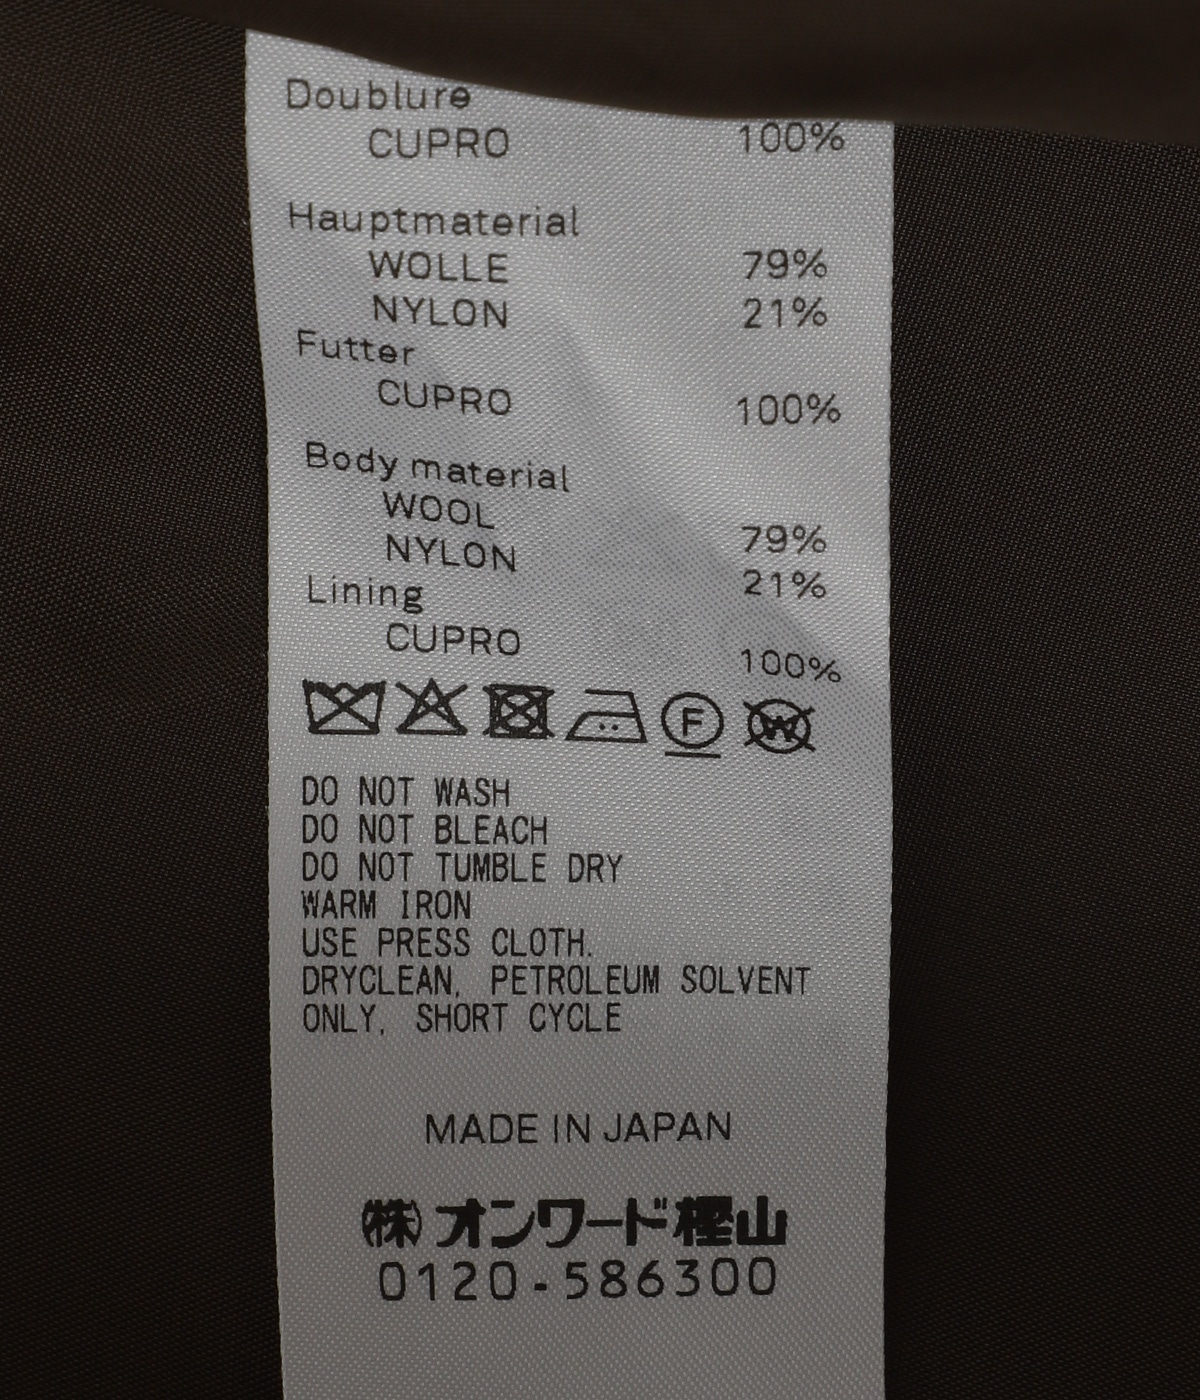 Doublure
CUPRO 100%
Hauptmaterial
WOLLE 79%
NYLON 21%
Futter
CUPRO 100%
Body material
WOOL 79%
NYLON 21%
Lining
CUPRO 100%
F W
DO NOT WASH
DO NOT BLEACH
DO NOT TUMBLE DRY
WARM IRON
USE PRESS CLOTH.
DRYCLEAN, PETROLEUM SOLVENT
ONLY, SHORT CYCLE
MADE IN JAPAN
㈱オンワード樫山
0120-586300